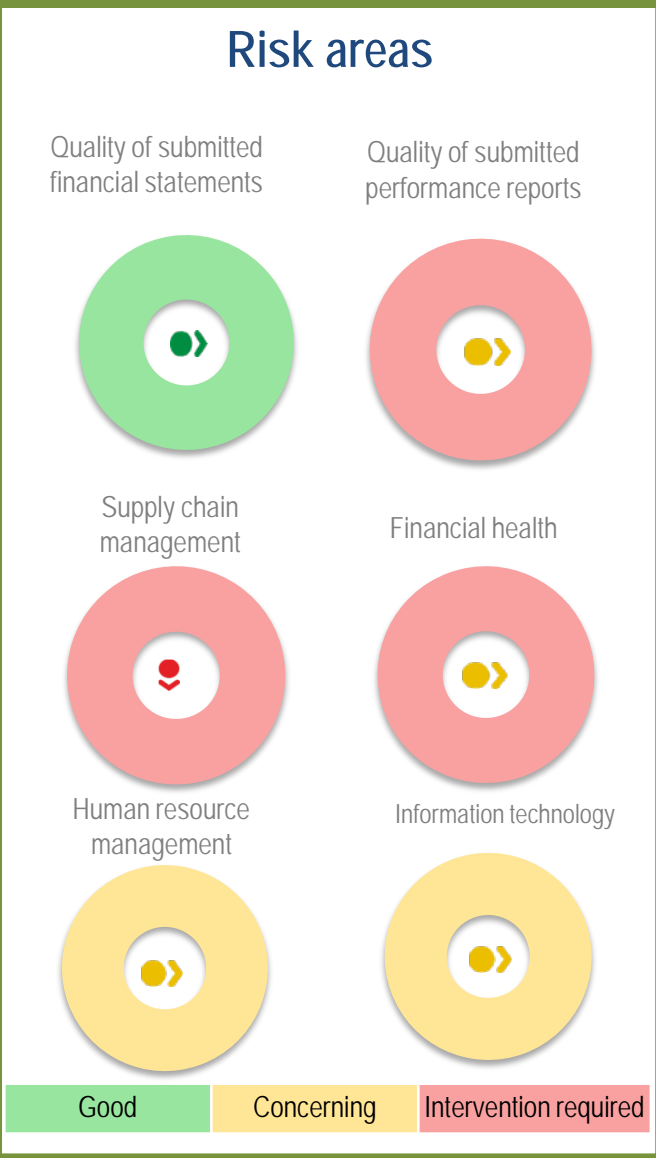 Risk areas
Quality of submitted
financial statements
Quality of submitted
performance reports
Supply chain
management
Financial health
Human resource
management
Information technology
Good
Concerning
Intervention required